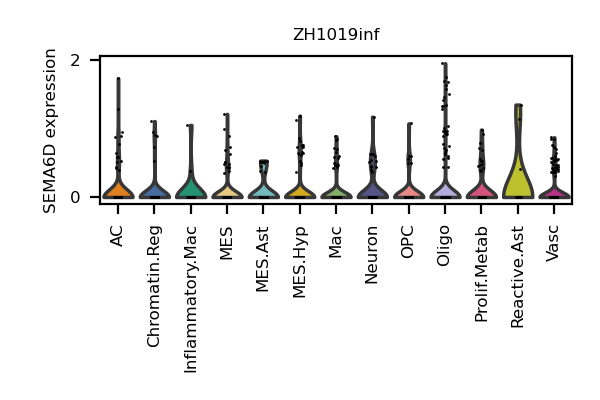 ZH1019inf
SEMA6D expression
2
0
AC
Chromatin.Reg
Inflammatory.Mac
MES
MES.Ast
MES.Hyp
Mac
Neuron
OPC
Oligo
Prolif.Metab
Reactive.Ast
Vasc